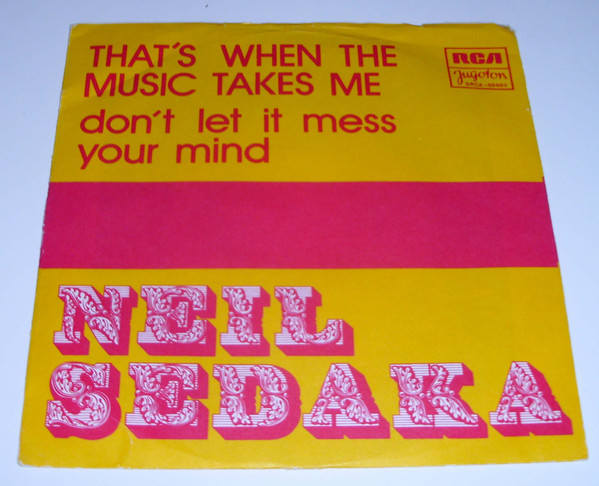 THAT'S WHEN THE
MUSIC TAKES ME
don't let it mess
your mind
RCA
Jugoton
NEIL
SEDAKA